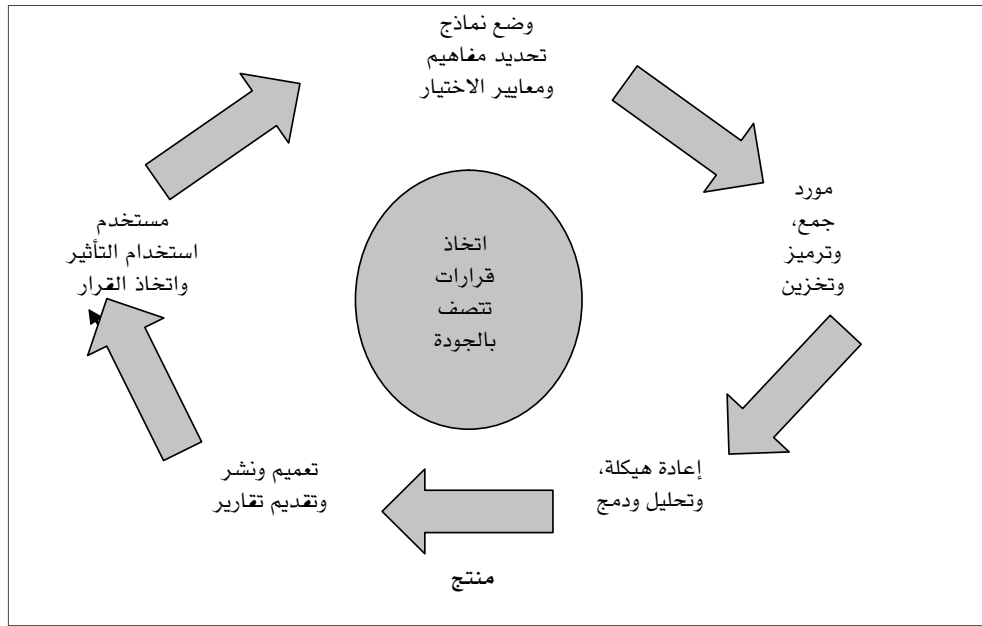 وضع نماذج
تحديد مفاهيم
ومعايير الاختيار
مورد
جمع،
وترميز
وتخزين
إعادة هيكلة،
وتحليل ودمج
منتج
تعميم ونشر
وتقديم تقارير
مستخدم
استخدام التأثير
واتخاذ القرار
اتخاذ
قرارات
تتصف
بالجودة